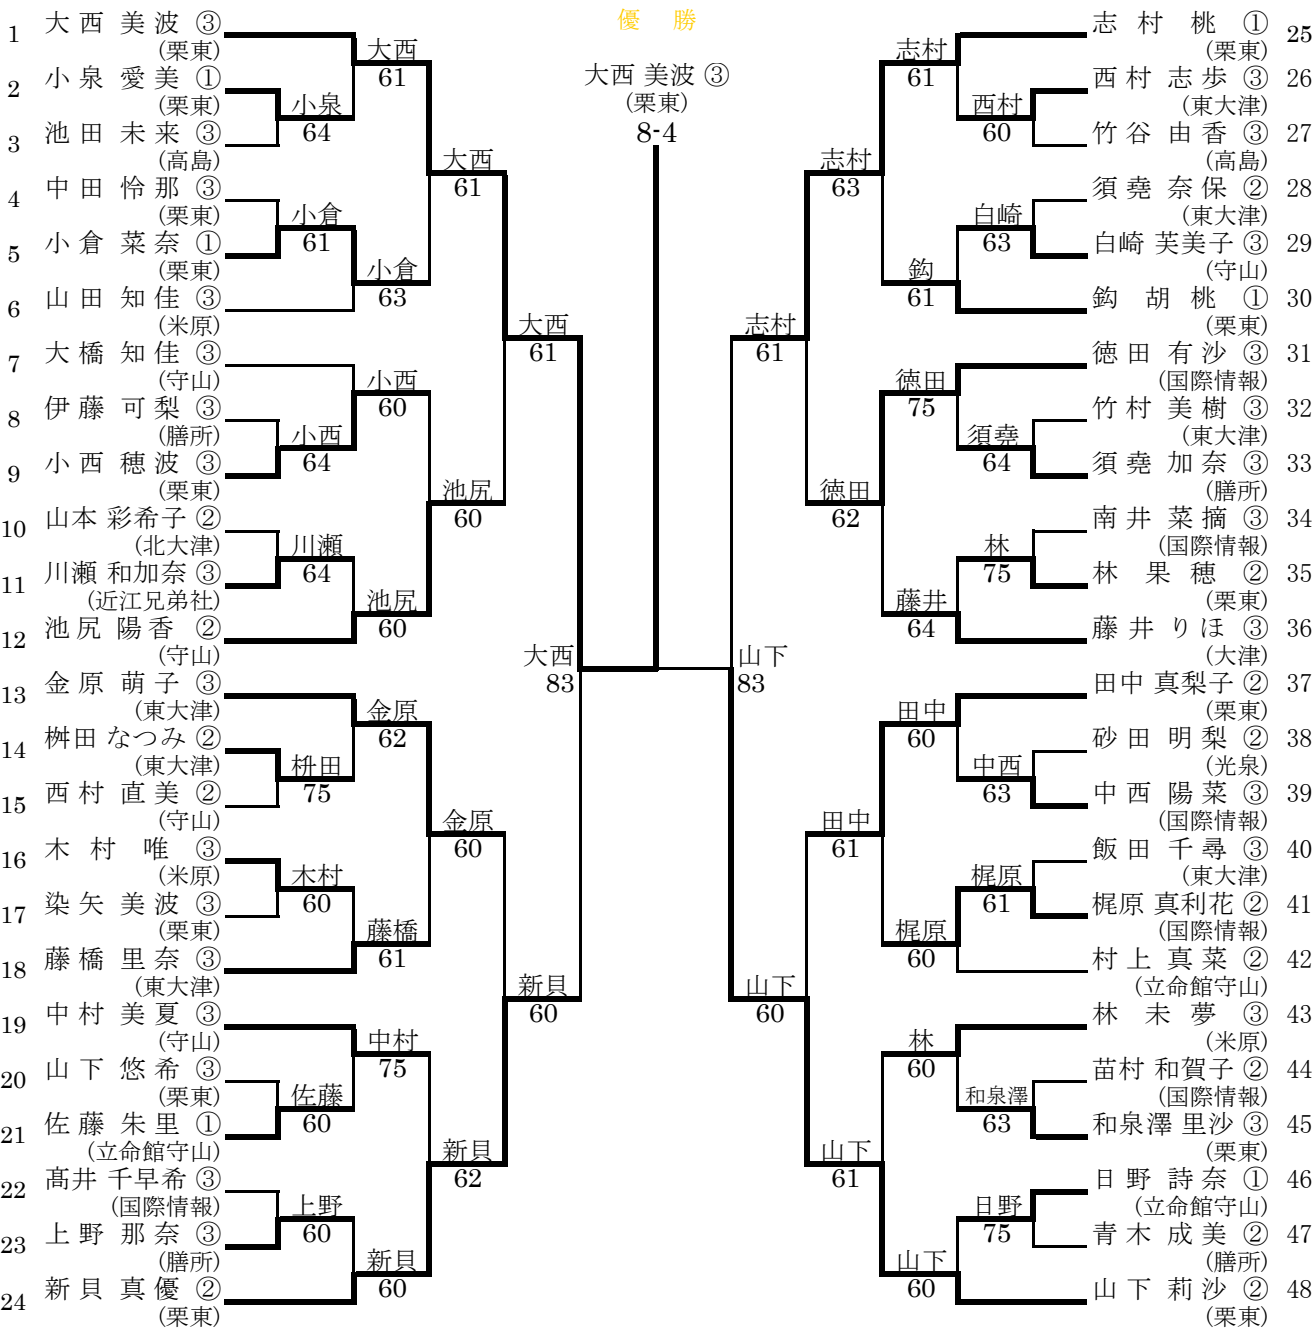 優 勝
大西 美波 ③
(栗東)
8-4
1 大 西 美 波 ③
(栗東)
2 小 泉 愛 美 ①
(栗東)
3 池 田 未 来 ③
(高島)
4 中 田 怜 那 ③
(栗東)
5 小 倉 菜 奈 ①
(栗東)
6 山 田 知 佳 ③
(米原)
7 大 橋 知 佳 ③
(守山)
8 伊 藤 可 梨 ③
(膳所)
9 小 西 穂 波 ③
(栗東)
10 山本 彩希子 ②
(北大津)
11 川瀬 和加奈 ③
(近江兄弟社)
12 池 尻 陽 香 ②
(守山)
13 金 原 萌 子 ③
(東大津)
14 桝田 なつみ ②
(東大津)
15 西 村 直 美 ②
(守山)
16 木 村 唯 ③
(米原)
17 染 矢 美 波 ③
(栗東)
18 藤 橋 里 奈 ③
(東大津)
19 中 村 美 夏 ③
(守山)
20 山 下 悠 希 ③
(栗東)
21 佐 藤 朱 里 ①
(立命館守山)
22 髙井 千早希 ③
(国際情報)
23 上 野 那 奈 ③
(膳所)
24 新 貝 真 優 ②
(栗東)
小泉
64
小倉
61
小西
64
川瀬
64
枡田
75
木村
60
佐藤
60
上野
60
大西
61
小倉
63
小西
60
池尻
60
金原
62
藤橋
61
中村
75
新貝
60
大西
61
池尻
60
金原
60
新貝
62
大西
61
新貝
60
大西
83
山下
83
志村
61
山下
60
志村
63
徳田
62
田中
61
山下
61
志村
61
鈎
61
徳田
75
藤井
64
田中
60
梶原
60
林
60
山下
60
西村
60
白崎
63
須堯
64
林
75
中西
63
梶原
61
和泉澤
63
日野
75
志 村 桃 ① 25
(栗東)
西 村 志 歩 ③ 26
(東大津)
竹 谷 由 香 ③ 27
(高島)
須 堯 奈 保 ② 28
(東大津)
白崎 芙美子 ③ 29
(守山)
鈎 胡 桃 ① 30
(栗東)
徳 田 有 沙 ③ 31
(国際情報)
竹 村 美 樹 ③ 32
(東大津)
須 堯 加 奈 ③ 33
(膳所)
南 井 菜 摘 ③ 34
(国際情報)
林 果 穂 ② 35
(栗東)
藤 井 り ほ ③ 36
(大津)
田中 真梨子 ② 37
(栗東)
砂 田 明 梨 ② 38
(光泉)
中 西 陽 菜 ③ 39
(国際情報)
飯 田 千 尋 ③ 40
(東大津)
梶原 真利花 ② 41
(国際情報)
村 上 真 菜 ② 42
(立命館守山)
林 未 夢 ③ 43
(米原)
苗村 和賀子 ② 44
(国際情報)
和泉澤 里沙 ③ 45
(栗東)
日 野 詩 奈 ① 46
(立命館守山)
青 木 成 美 ② 47
(膳所)
山 下 莉 沙 ② 48
(栗東)